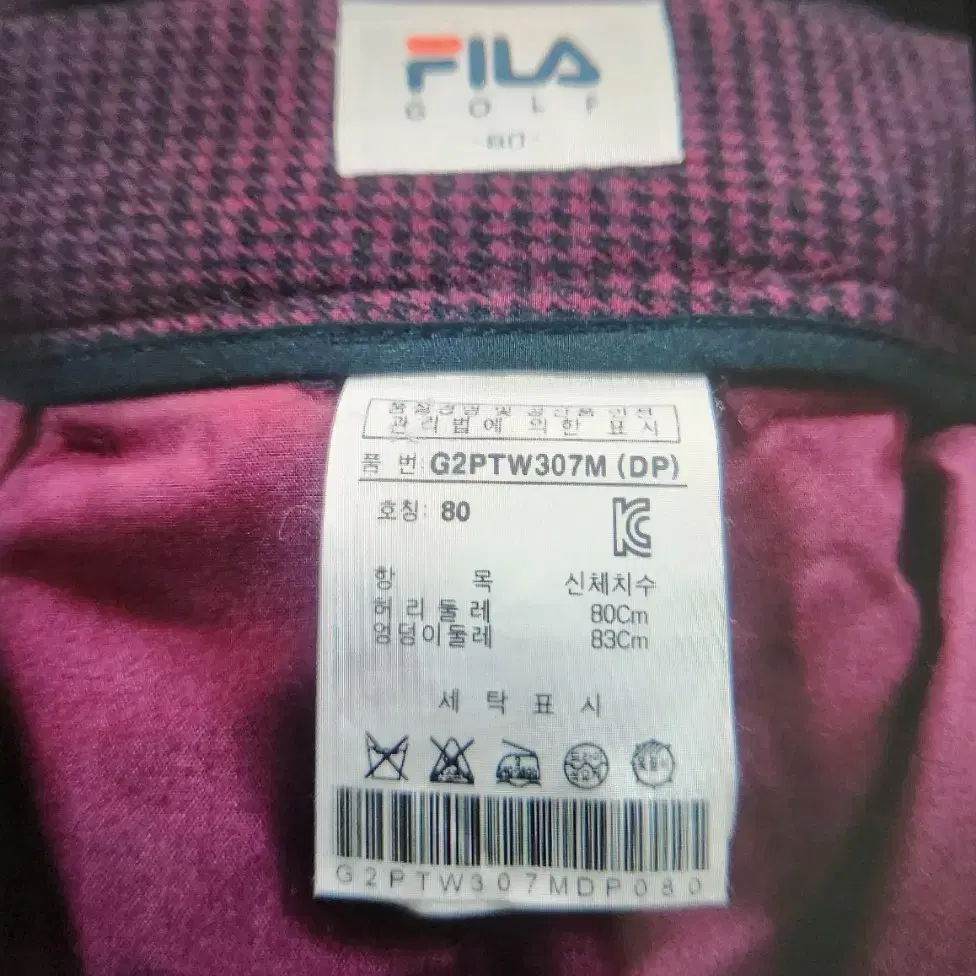 FILA
GOLF
-80-
품질경영 및 공산품 안전
관리법에 의한 표시
품 번: G2PTW307M (DP)
호칭: 80
항 목 신체치수
허리둘레 80Cm
엉덩이둘레 83Cm
세 탁 표 시
G2PTW307MDP080